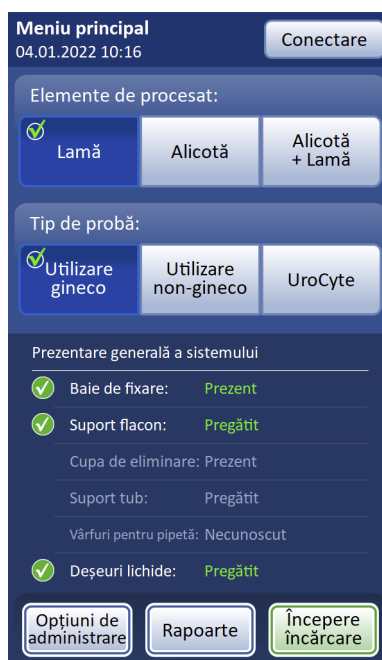 Meniu principal
04.01.2022 10:16
Conectare
Elemente de procesat:
Lamă
Alicotă
Alicotă
+ Lamă
Tip de probă:
Utilizare
gineco
Utilizare
non-gineco
UroCyte
Prezentare generală a sistemului
Baie de fixare: Prezent
Suport flacon: Pregătit
Cupa de eliminare: Prezent
Suport tub: Pregătit
Vârfuri pentru pipetă: Necunoscut
Deșeuri lichide: Pregătit
Opțiuni de
administrare
Rapoarte
Începere
încărcare